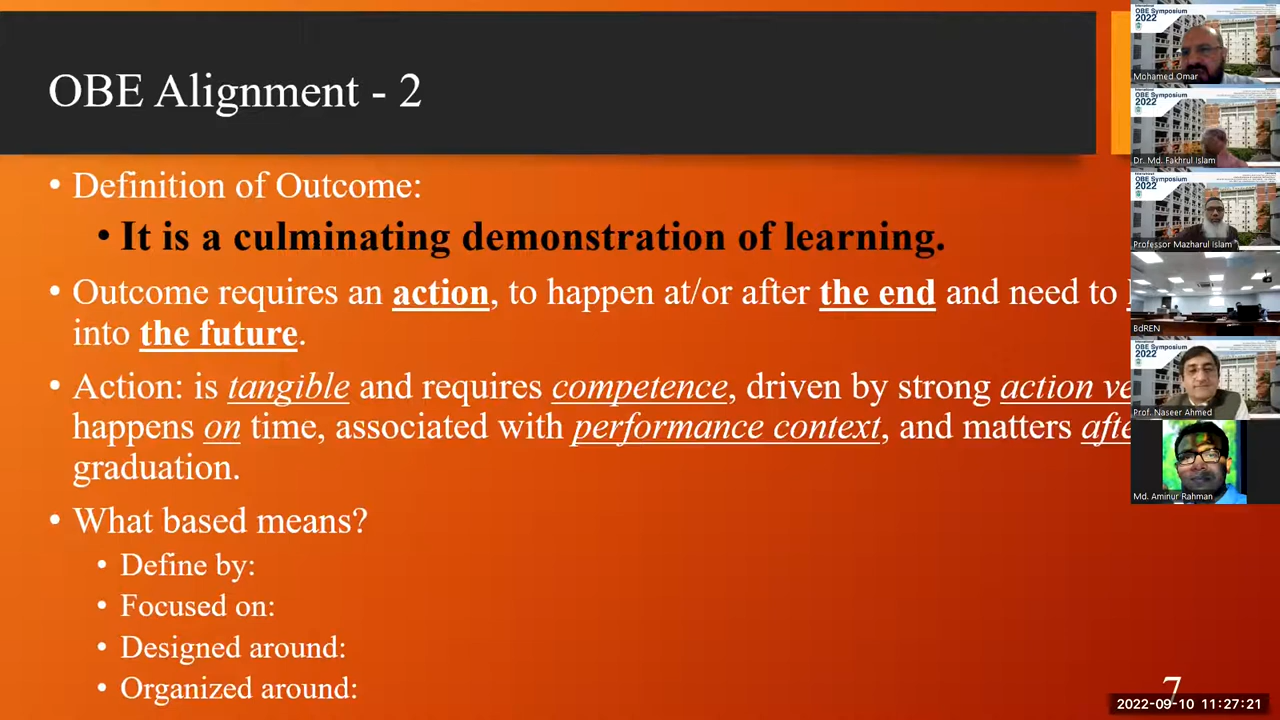 OBE Alignment - 2
• Definition of Outcome:
• It is a culminating demonstration of learning.
• Outcome requires an action, to happen at/or after the end and need to
into the future.
• Action: is tangible and requires competence, driven by strong action ve
happens on time, associated with performance context, and matters afte
graduation.
• What based means?
• Define by:
• Focused on:
• Designed around:
• Organized around:
7
International
OBE Symposium
2022
Mohamed Omar
OBE Symposium
2022
Dr. Md. Fakhrul Islam
OBE Symposium
2022
Professor Mazharul Islam
BdREN
OBE Symposium
2022
Prof. Naseer Ahmed
Md. Aminur Rahman
2022-09-10 11:27:21